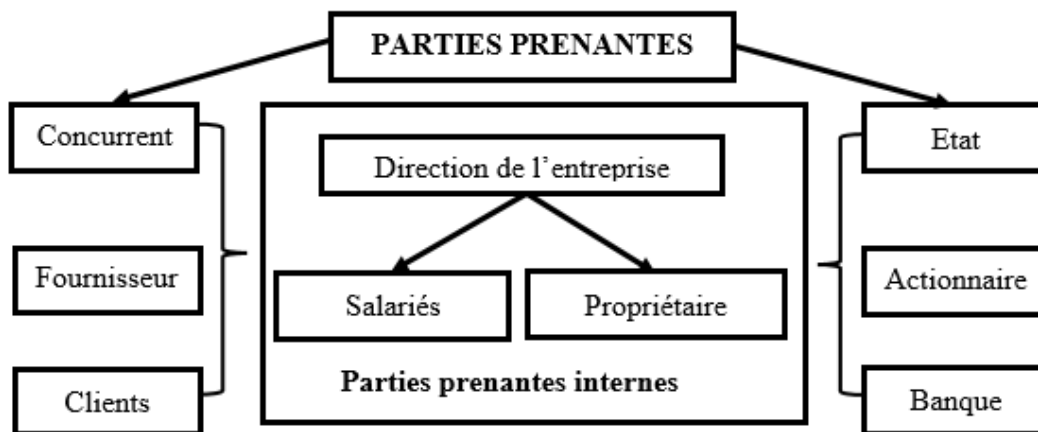 PARTIES PRENANTES
Concurrent
Direction de l'entreprise
Etat
Fournisseur
Salariés
Propriétaire
Actionnaire
Parties prenantes internes
Clients
Banque